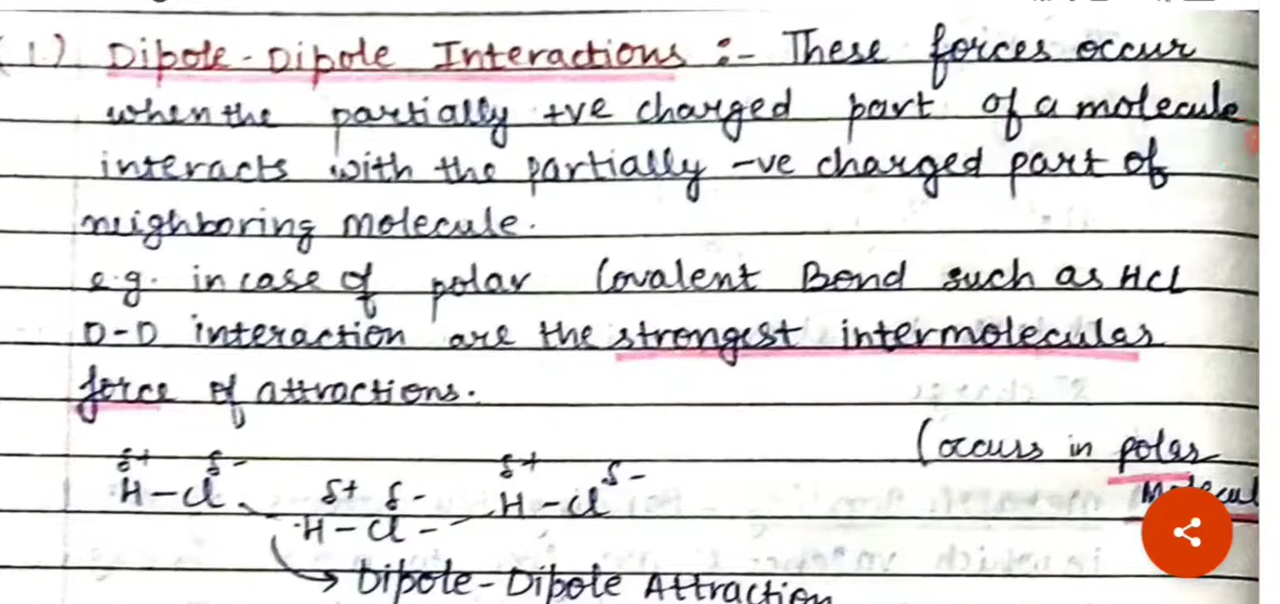 (1.) Dipole-Dipole Interactions :- These forces occur
when the partially +ve charged part of a molecule
interacts with the partially -ve charged part of
neighboring molecule.
e.g. in case of polar Covalent Bond such as HCl
D-D interaction are the strongest intermolecular
force of attractions.
(occurs in polar
Molecul
δ+ δ- δ+ δ-
H-Cl δ+ δ- H-Cl
H-Cl
Dipole-Dipole Attraction